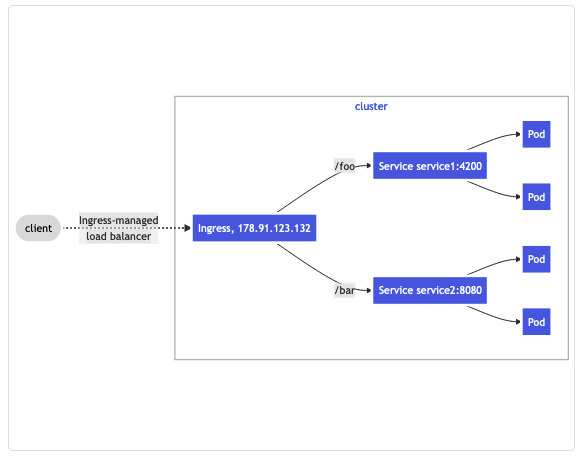 cluster
client
Ingress-managed
load balancer
Ingress, 178.91.123.132
/foo
Service service1:4200
Pod
Pod
/bar
Service service2:8080
Pod
Pod